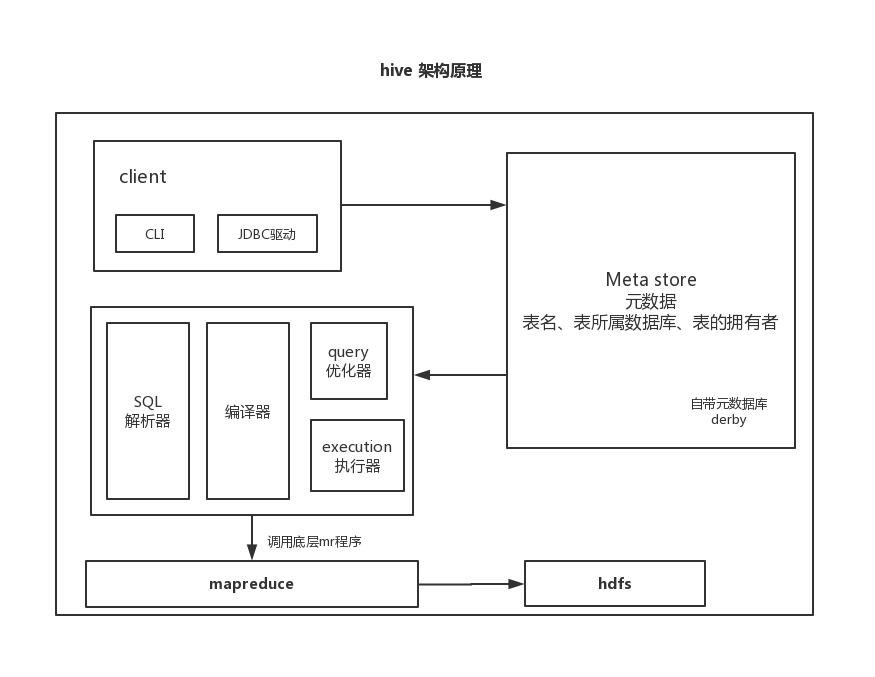 hive 架构原理
client
CLI
JDBC驱动
Meta store
元数据
表名、表所属数据库、表的拥有者
自带元数据库
derby
SQL
解析器
编译器
query
优化器
execution
执行器
调用底层mr程序
mapreduce
hdfs